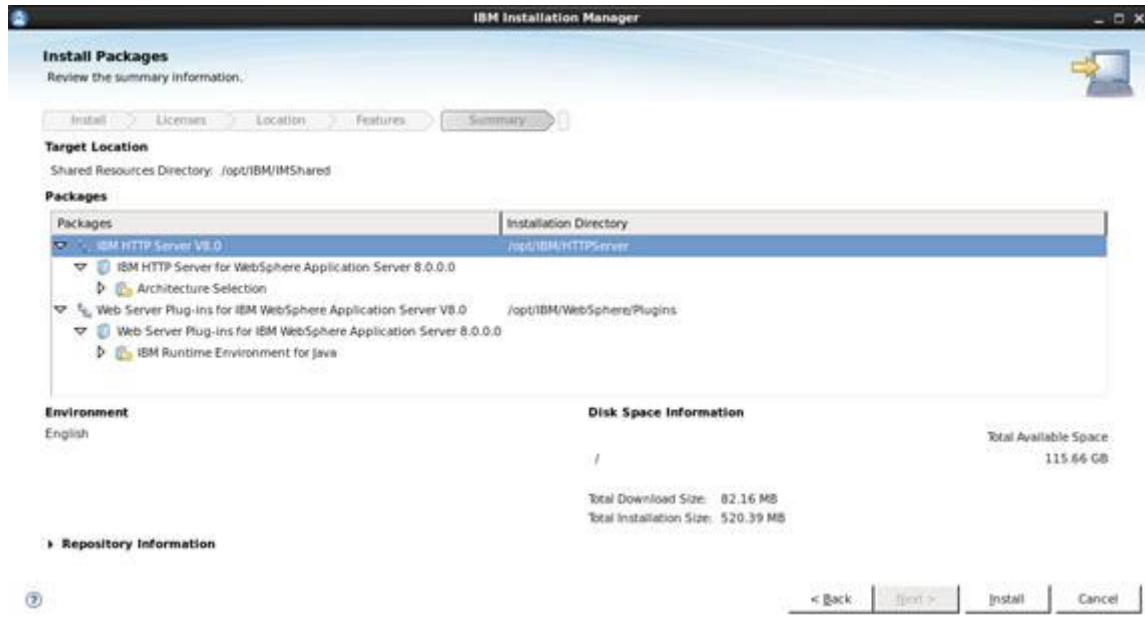 IBM Installation Manager
Install Packages
Review the summary information.
Install Licenses Location Features Summary
Target Location
Shared Resources Directory: /opt/IBM/IMShared
Packages
Packages Installation Directory
IBM HTTP Server V8.0 /opt/IBM/HTTPServer
IBM HTTP Server for WebSphere Application Server 8.0.0.0
Architecture Selection
Web Server Plug-ins for IBM WebSphere Application Server V8.0 /opt/IBM/WebSphere/Plugins
Web Server Plug-ins for IBM WebSphere Application Server 8.0.0.0
IBM Runtime Environment for Java
Environment Disk Space Information
English Total Available Space
/ 115.66 GB
Total Download Size: 82.16 MB
Total Installation Size: 520.39 MB
Repository Information
? < Back Next > Install Cancel